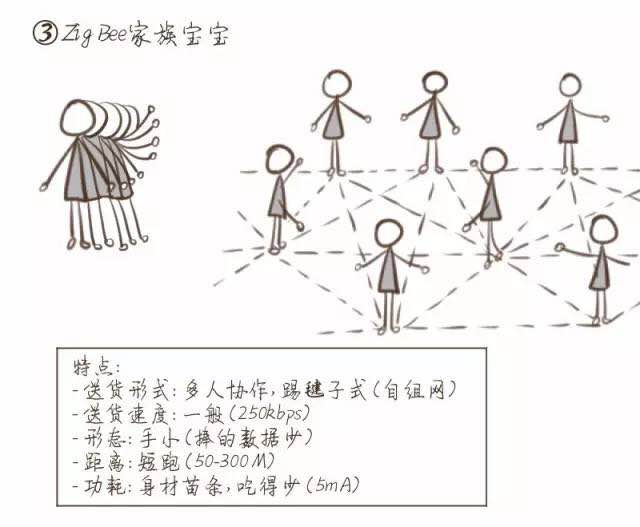 ③ZigBee家族宝宝
特点:
-送货形式:多人协作,踢毽子式(自组网)
-送货速度:一般(250kbps)
-形态:手小(捧的数据少)
-距离:短跑(50-300M)
-功耗:身材苗条,吃得少(5mA)